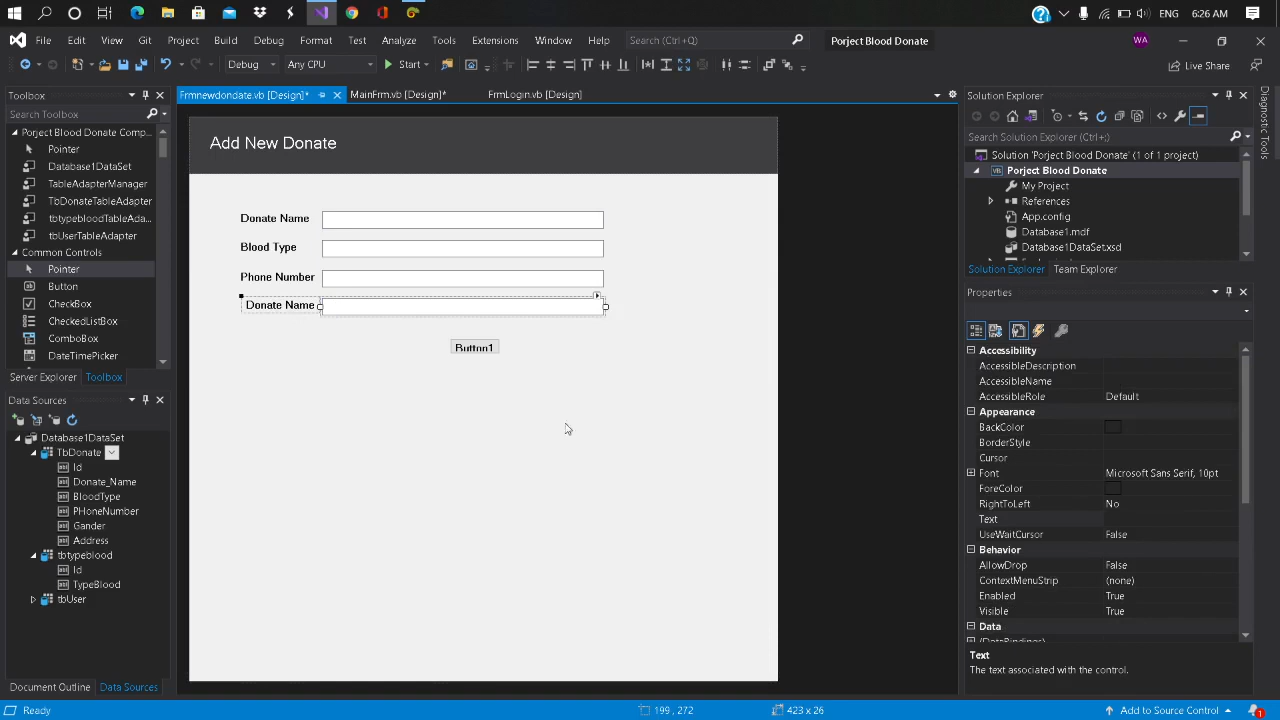 ENG
6:26 AM
File Edit View Git Project Build Debug Format Test Analyze Tools Extensions Window Help Search (Ctrl+Q) Porject Blood Donate WA
Debug Any CPU Start Live Share
Toolbox
Search Toolbox
Porject Blood Donate Comp...
Pointer
Database1DataSet
TableAdapterManager
TbDonateTableAdapter
tbtypebloodTableAda...
tbUserTableAdapter
Common Controls
Pointer
Button
CheckBox
CheckedListBox
ComboBox
DateTimePicker
Server Explorer Toolbox
Data Sources
Database1DataSet
TbDonate
Id
Donate_Name
BloodType
PHoneNumber
Gander
Address
tbtypeblood
Id
TypeBlood
tbUser
Document Outline Data Sources
Frmnewdondate.vb [Design]* MainFrm.vb [Design]* FrmLogin.vb [Design]
Add New Donate
Donate Name
Blood Type
Phone Number
Donate Name
Button1
Solution Explorer
Search Solution Explorer (Ctrl+;)
Solution 'Porject Blood Donate' (1 of 1 project)
Porject Blood Donate
My Project
References
App.config
Database1.mdf
Database1DataSet.xsd
Solution Explorer Team Explorer
Properties
Accessibility
AccessibleDescription
AccessibleName
AccessibleRole Default
Appearance
BackColor
BorderStyle
Cursor
Font Microsoft Sans Serif, 10pt
ForeColor
RightToLeft No
Text
UseWaitCursor False
Behavior
AllowDrop False
ContextMenuStrip (none)
Enabled True
Visible True
Data
(DataBindings)
Text
The text associated with the control.
Diagnostic Tools
Ready 199 , 272 423 x 26 Add to Source Control 1